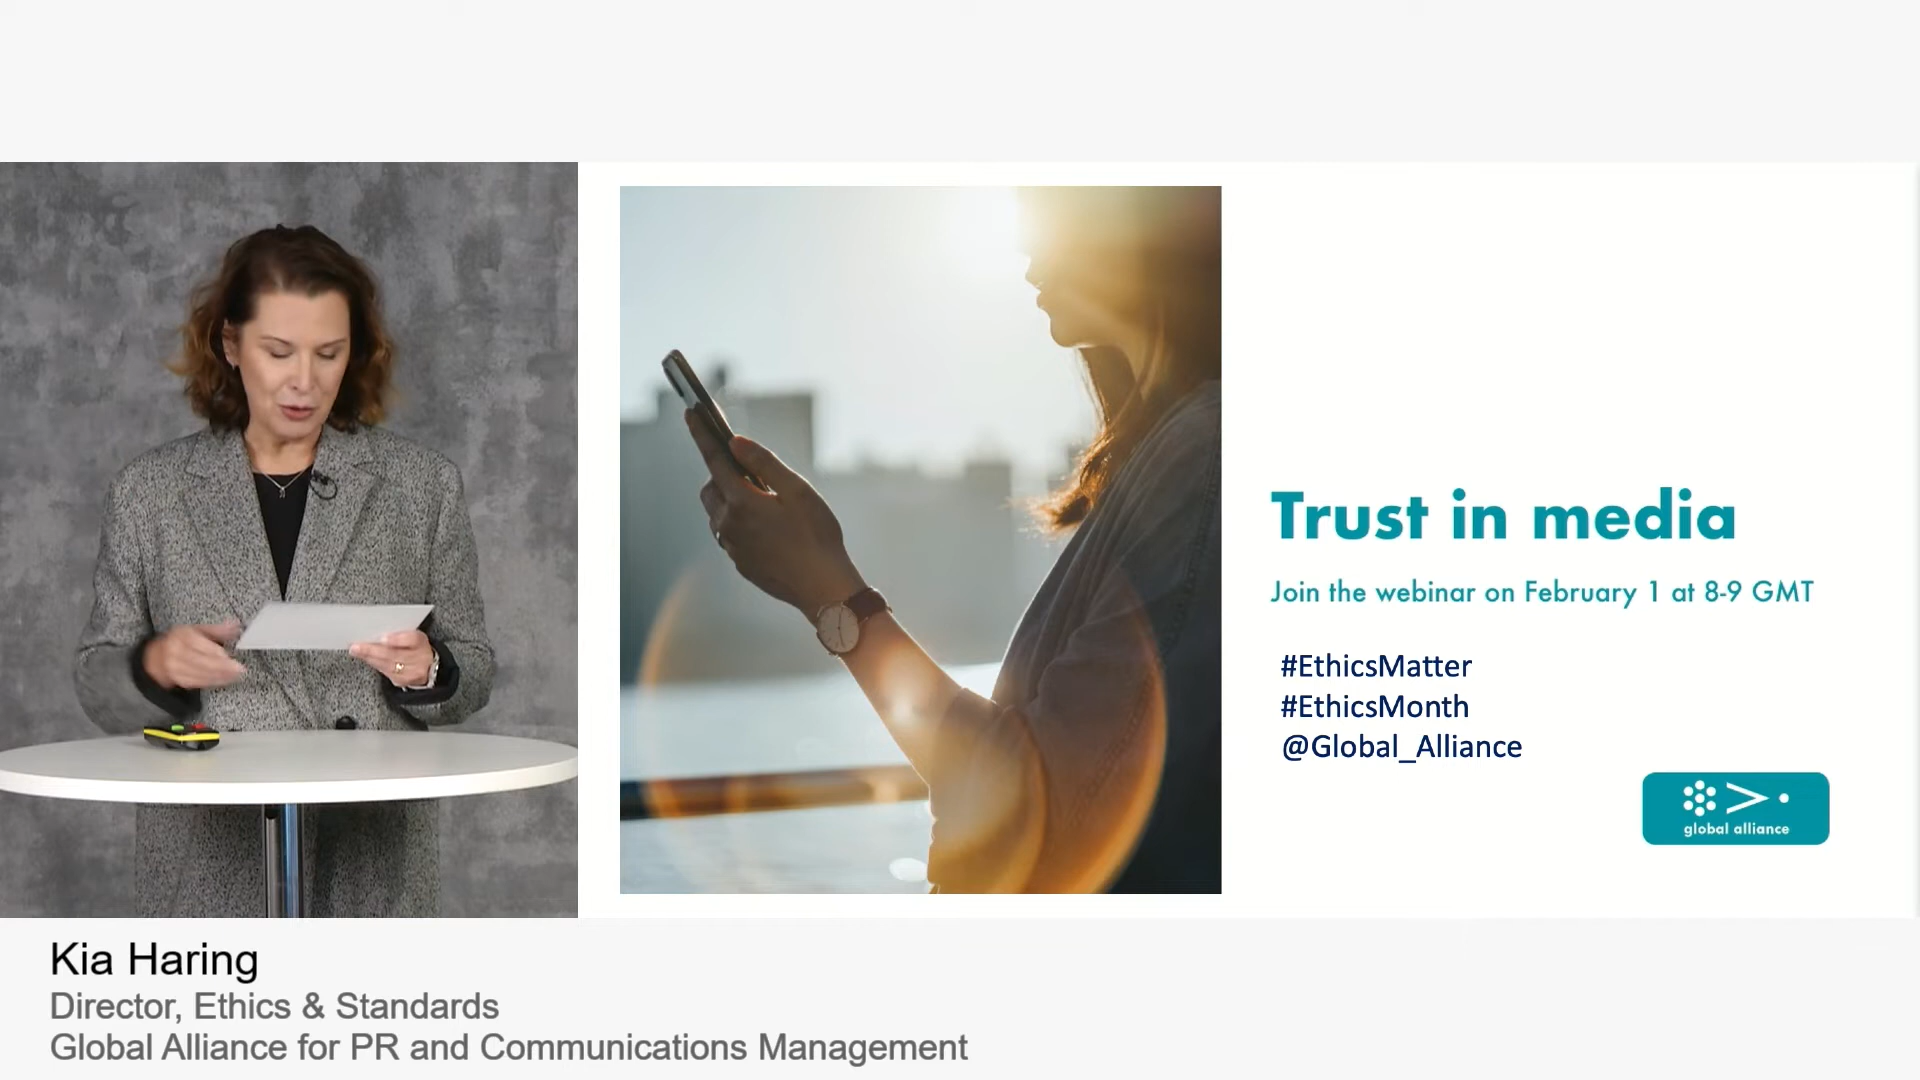 Trust in media
Join the webinar on February 1 at 8-9 GMT
#EthicsMatter
#EthicsMonth
@Global_Alliance
global alliance
Kia Haring
Director, Ethics & Standards
Global Alliance for PR and Communications Management